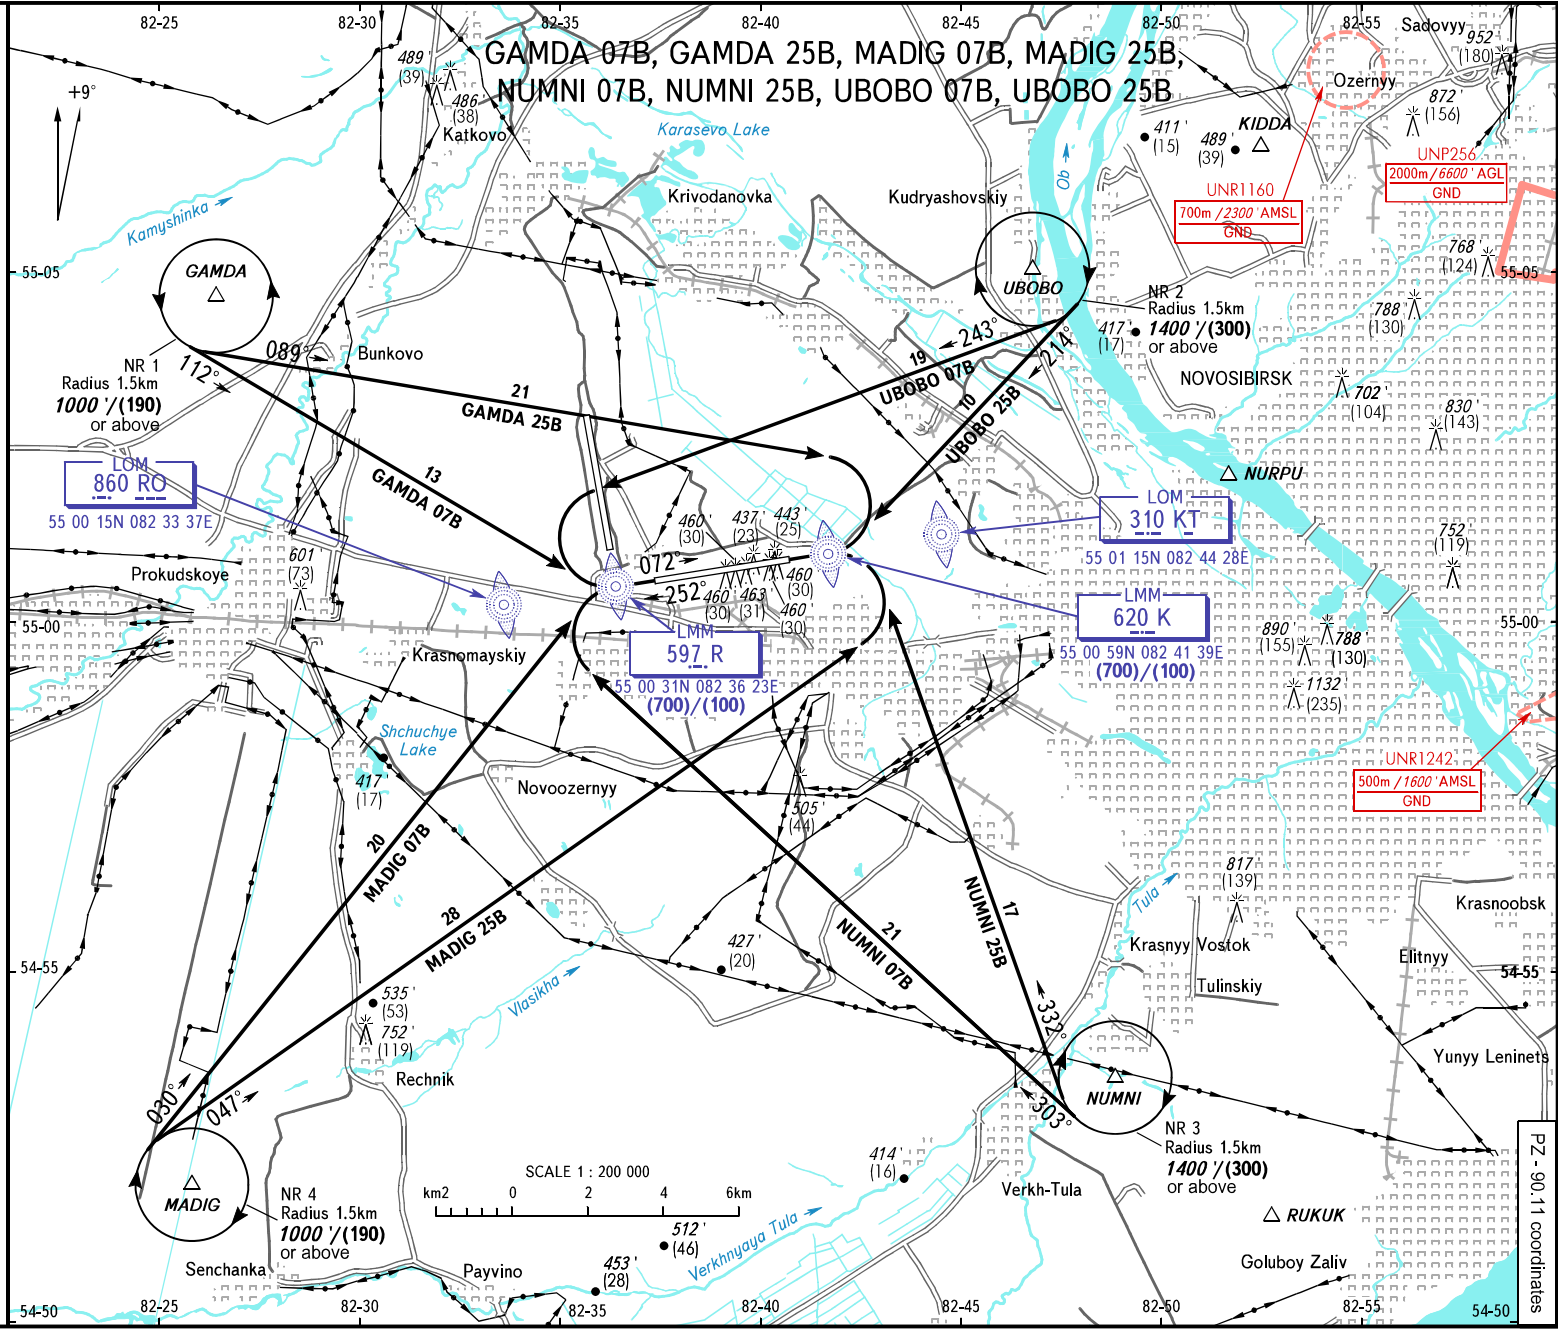 82-25
82-30
82-35
82-40
82-45
82-50
82-55
GAMDA 07B, GAMDA 25B, MADIG 07B, MADIG 25B,
NUMNI 07B, NUMNI 25B, UBOBO 07B, UBOBO 25B
+9°
489'
(39)
486'
(38)
Katkovo
Karasevo Lake
Krivodanovka
Kudryashovskiy
Ob
411'
(15)
489'
(39)
KIDDA
Sadovyy
952'
(180)
Ozernyy
872'
(156)
UNP256
2000m/6600' AGL
GND
UNR1160
700m/2300'AMSL
GND
768'
(124)
55-05
55-05
Kamyshinka
GAMDA
UBOBO
NR 2
Radius 1.5km
1400'/(300)
or above
417'
(17)
788'
(130)
NOVOSIBIRSK
702'
(104)
830'
(143)
NR 1
Radius 1.5km
1000'/(190)
or above
112°
089°
Bunkovo
21
GAMDA 25B
13
GAMDA 07B
243°
19
UBOBO 07B
214°
10
UBOBO 25B
NURPU
LOM
860 RO
55 00 15N 082 33 37E
LOM
310 KT
55 01 15N 082 44 28E
460'
(30)
437'
(23)
443'
(25)
072°
252°
460'
(30)
463'
(31)
460'
(30)
460'
(30)
601'
(73)
Prokudskoye
752'
(119)
LMM
620 K
55 00 59N 082 41 39E
(700)/(100)
LMM
597 R
55 00 31N 082 36 23E
(700)/(100)
55-00
55-00
890'
(155)
788'
(130)
1132'
(235)
Krasnomayskiy
Shchuchye
Lake
417'
(17)
Novoozernyy
505'
(44)
UNR1242
500m/1600'AMSL
GND
20
MADIG 07B
28
MADIG 25B
21
NUMNI 07B
17
NUMNI 25B
817'
(139)
Tula
Krasnoobsk
Krasnyy Vostok
Elitnyy
Tulinskiy
427'
(20)
54-55
54-55
535'
(53)
752'
(119)
Vlasikha
Rechnik
332°
303°
NUMNI
Yunyy Leninets
030°
047°
NR 3
Radius 1.5km
1400'/(300)
or above
414'
(16)
Verkh-Tula
MADIG
NR 4
Radius 1.5km
1000'/(190)
or above
SCALE 1 : 200 000
km2 0 2 4 6km
512'
(46)
453'
(28)
Verkhnyaya Tula
RUKUK
Goluboy Zaliv
Senchanka
Payvino
PZ - 90.11 coordinates
54-50
82-25
82-30
82-35
82-40
82-45
82-50
82-55
54-50